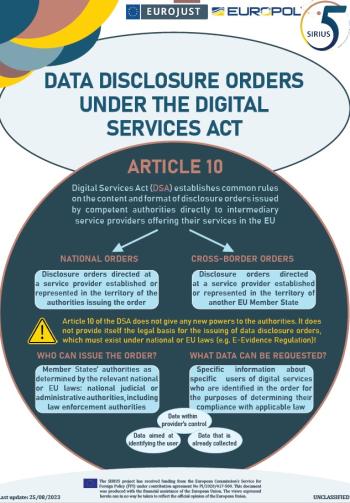 EUROJUST
EUROPOL
SIRIUS
5
DATA DISCLOSURE ORDERS
UNDER THE DIGITAL
SERVICES ACT
ARTICLE 10
Digital Services Act (DSA) establishes common rules
on the content and format of disclosure orders issued
by competent authorities directly to intermediary
service providers offering their services in the EU
NATIONAL ORDERS
Disclosure orders directed at
a service provider established or
represented in the territory of the
authorities issuing the order
CROSS-BORDER ORDERS
Disclosure orders directed
at a service provider established
or represented in territory of
another EU Member State
Article 10 of the DSA does not give any new powers to the authorities. It does
not provide itself the legal basis for the issuing of data disclosure orders,
which must exist under national or EU laws (e.g. E-Evidence Regulation)!
WHO CAN ISSUE THE ORDER?
Member States' authorities as
determined by the relevant national
or EU laws: national judicial or
administrative authorities, including
law enforcement authorities
WHAT DATA CAN BE REQUESTED?
Specific information about
specific users of digital services
who are identified in the order for
the purposes of determining their
compliance with applicable law
Data within
provider's control
Data aimed at
identifying the user
Data that is
already collected
The SIRIUS project has received funding from the European Commission's Service for
Foreign Policy (FPI) under contribution agreement No PI/2020/417-500. This document
was produced with the financial assistance of the European Union. The views expressed
herein can in no way be taken to reflect the official opinion of the European Union.
Last update: 25/08/2023
UNCLASSIFIED